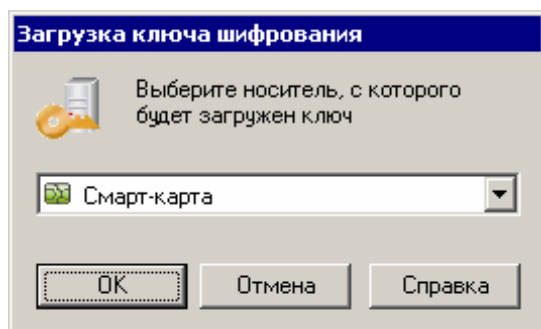 Загрузка ключа шифрования
Выберите носитель, с которого
будет загружен ключ
Смарт-карта
OK
Отмена
Справка